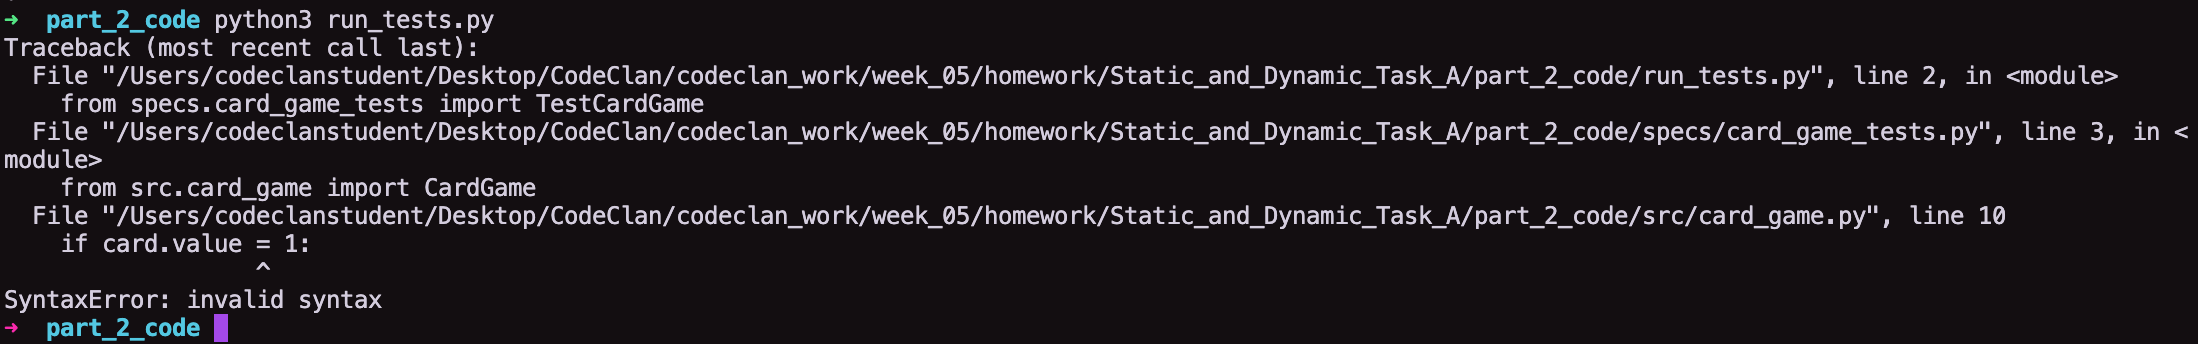 ➜  part_2_code python3 run_tests.py
Traceback (most recent call last):
  File "/Users/codeclanstudent/Desktop/CodeClan/codeclan_work/week_05/homework/Static_and_Dynamic_Task_A/part_2_code/run_tests.py", line 2, in <module>
    from specs.card_game_tests import TestCardGame
  File "/Users/codeclanstudent/Desktop/CodeClan/codeclan_work/week_05/homework/Static_and_Dynamic_Task_A/part_2_code/specs/card_game_tests.py", line 3, in <
module>
    from src.card_game import CardGame
  File "/Users/codeclanstudent/Desktop/CodeClan/codeclan_work/week_05/homework/Static_and_Dynamic_Task_A/part_2_code/src/card_game.py", line 10
    if card.value = 1:
                  ^
SyntaxError: invalid syntax
➜  part_2_code